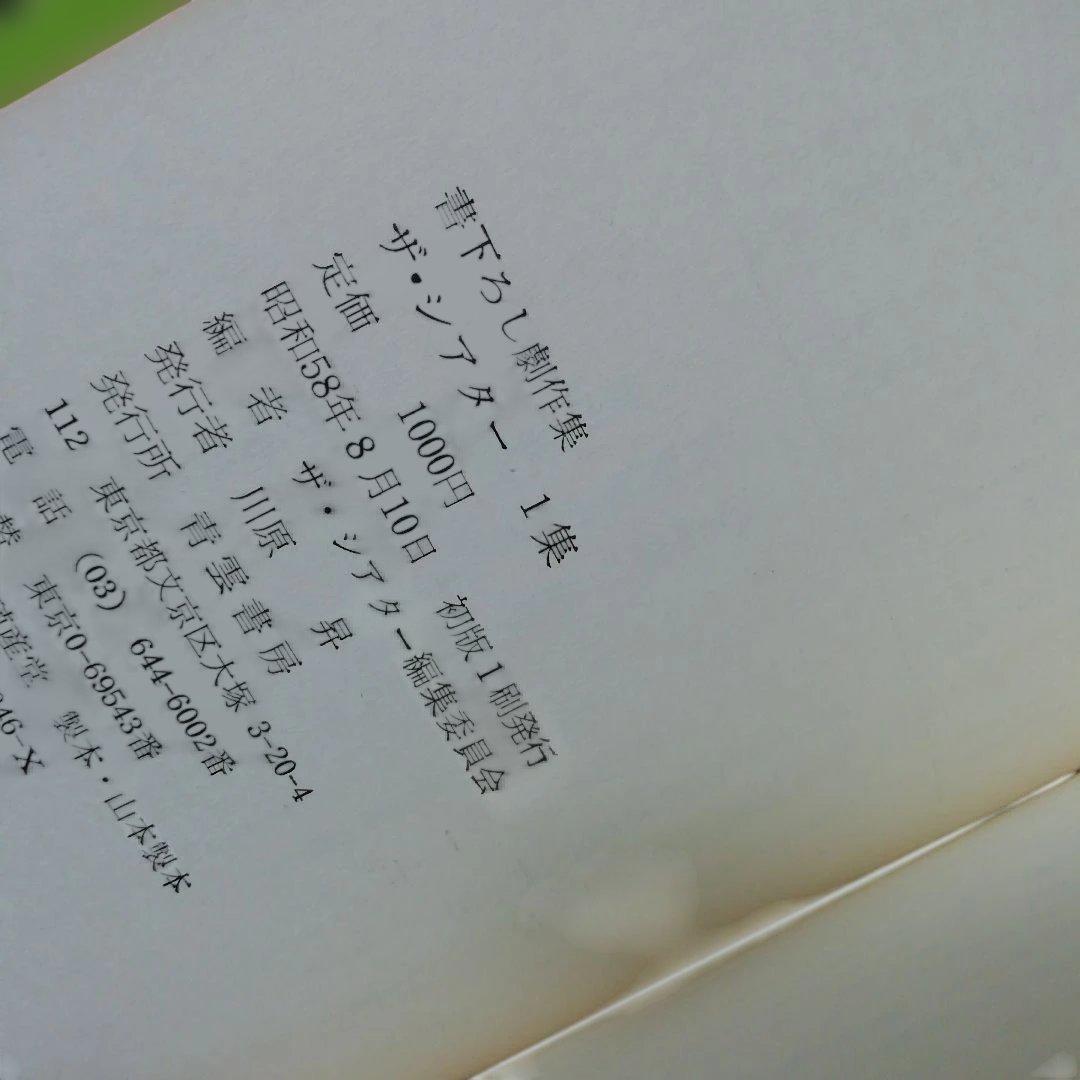 書下ろし劇作集
ザ・シアター 1集
定価 1000円
昭和58年8月10日 初版1刷発行
編者 ザ・シアター編集委員会
発行者 川原 昇
発行所 青雲書房
112 東京都文京区大塚 3-20-4
電話 (03) 644-6002番
替 東京0-69543番
産堂 製本・山本製本
46-X